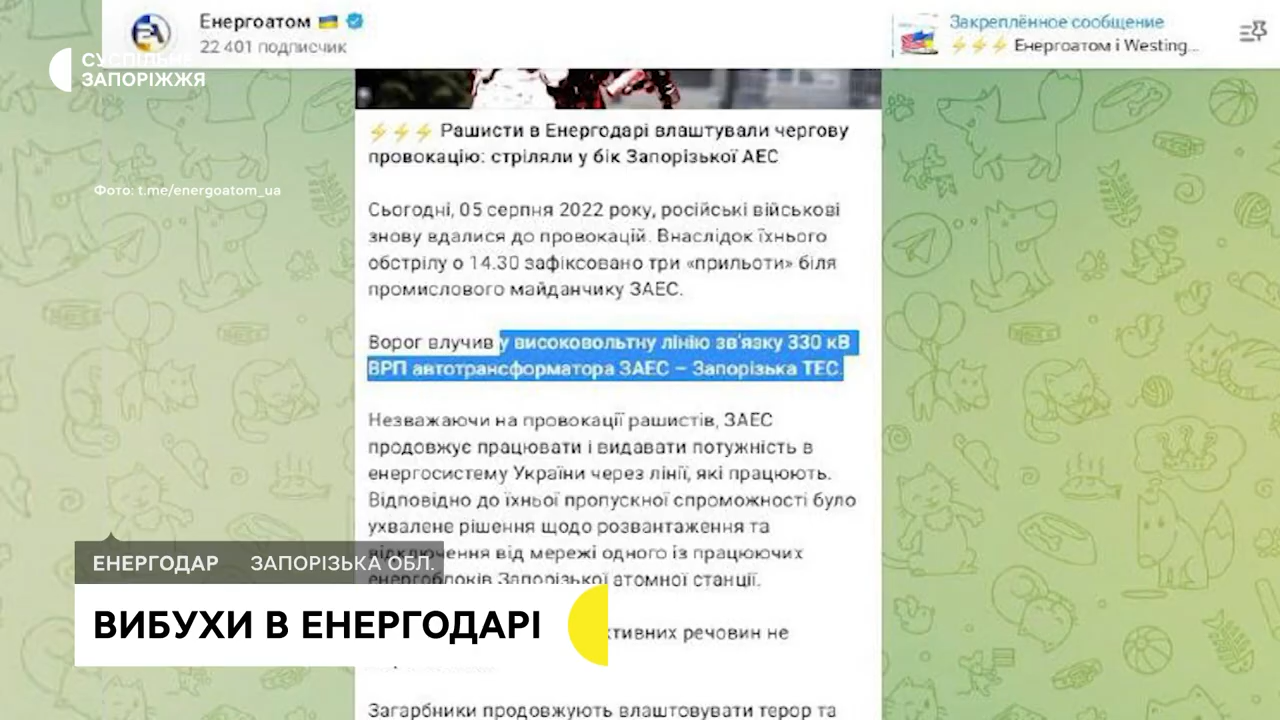 Енергоатом
22 401 подписчик
Закреплённое сообщение
Енергоатом і Westing...
СУСПІЛЬНЕ
ЗАПОРІЖЖЯ
Фото: t.me/energoatom_ua
⚡⚡⚡ Рашисти в Енергодарі влаштували чергову
провокацію: стріляли у бік Запорізької АЕС
Сьогодні, 05 серпня 2022 року, російські військові
знову вдалися до провокацій. Внаслідок їхнього
обстрілу о 14.30 зафіксовано три «прильоти» біля
промислового майданчику ЗАЕС.
Ворог влучив у високовольтну лінію зв'язку 330 кВ
ВРП автотрансформатора ЗАЕС – Запорізька ТЕС.
Незважаючи на провокації рашистів, ЗАЕС
продовжує працювати і видавати потужність в
енергосистему України через лінії, які працюють.
Відповідно до їхньої пропускної спроможності було
ухвалене рішення щодо розвантаження та
відключення від мережі одного із працюючих
енергоблоків Запорізької атомної станції.
ктивних речовин не
Загарбники продовжують влаштовувати терор та
ЕНЕРГОДАР ЗАПОРІЗЬКА ОБЛ.
ВИБУХИ В ЕНЕРГОДАРІ